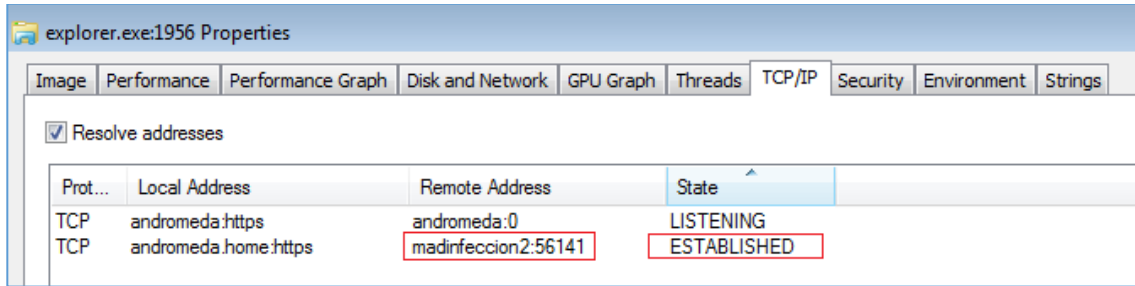 explorer.exe:1956 Properties
Image Performance Performance Graph Disk and Network GPU Graph Threads TCP/IP Security Environment Strings
Resolve addresses
Prot... Local Address Remote Address State
TCP andromeda:https andromeda:0 LISTENING
TCP andromeda.home:https madinfeccion2:56141 ESTABLISHED